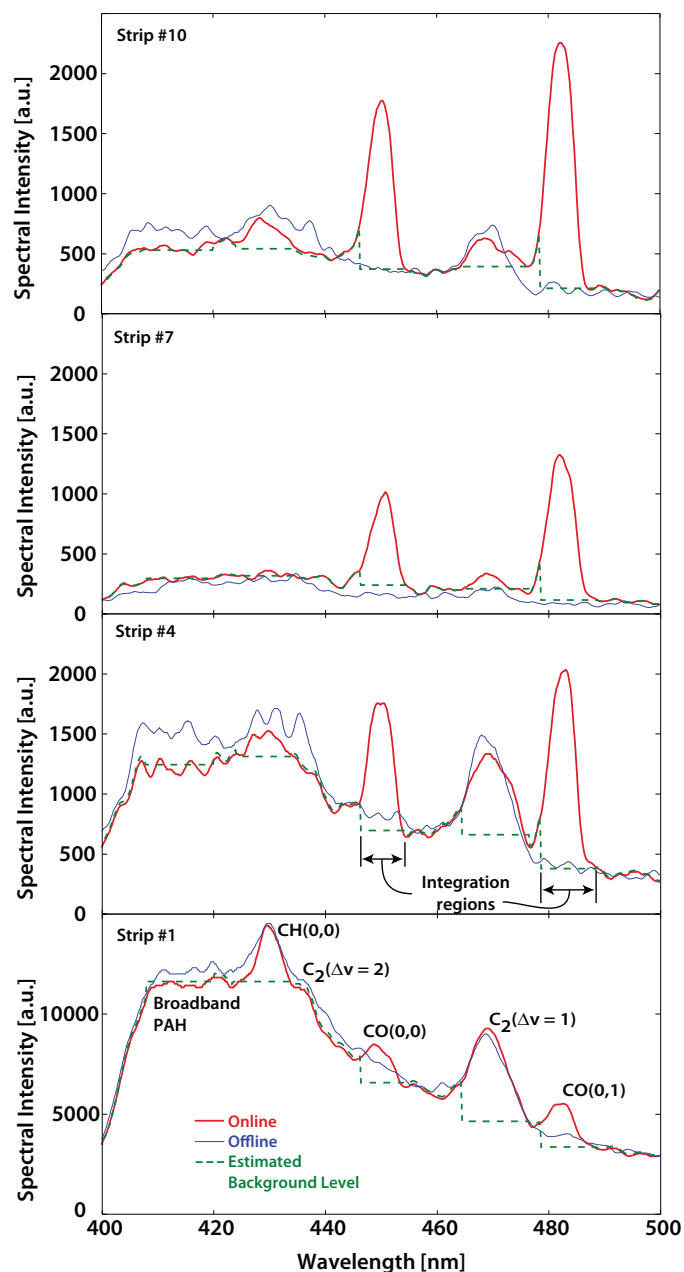 Strip #10
Spectral Intensity [a.u.]
2000
1500
1000
500
0
Strip #7
Spectral Intensity [a.u.]
2000
1500
1000
500
0
Strip #4
Spectral Intensity [a.u.]
2000
1500
1000
500
0
Integration
regions
Strip #1
Spectral Intensity [a.u.]
10000
5000
0
CH(0,0)
C₂(Δv = 2)
Broadband
PAH
CO(0,0)
C₂(Δv = 1)
CO(0,1)
Online
Offline
Estimated
Background Level
400 420 440 460 480 500
Wavelength [nm]